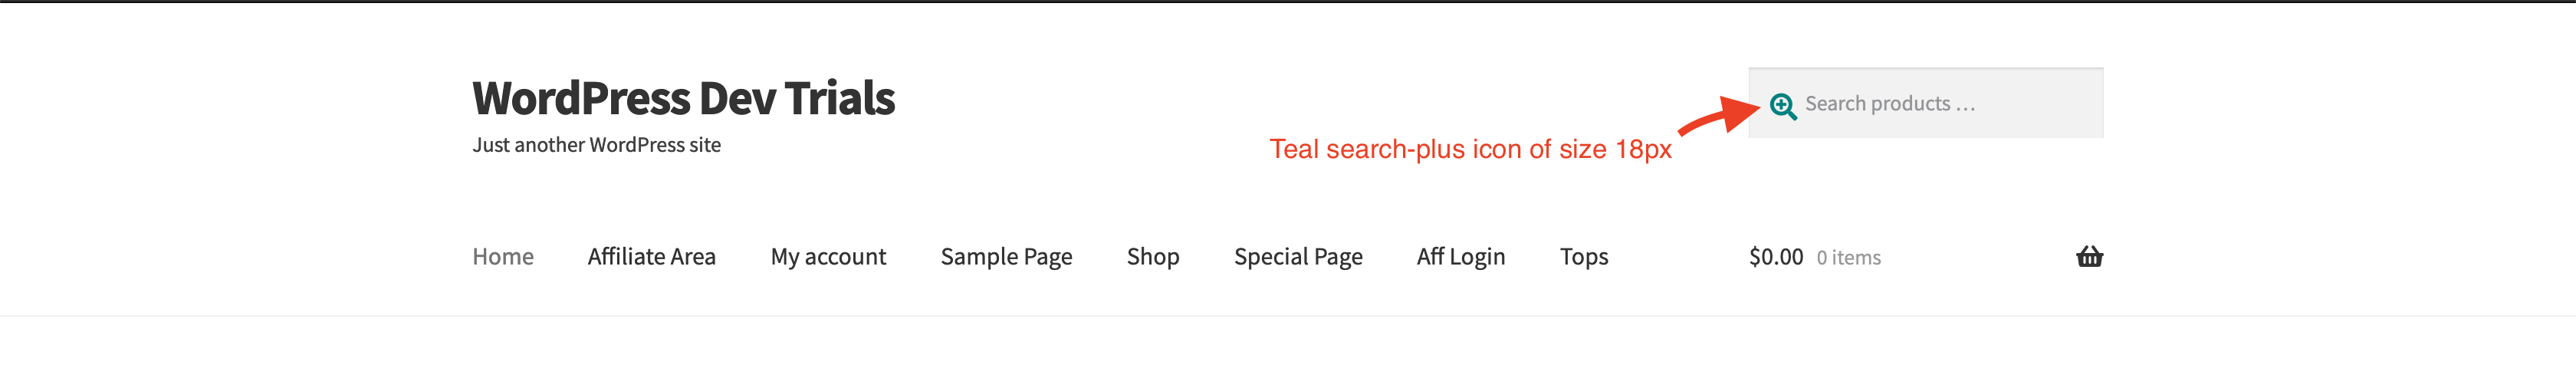 WordPress Dev Trials
Just another WordPress site
Search products …
Teal search-plus icon of size 18px
Home Affiliate Area My account Sample Page Shop Special Page Aff Login Tops $0.00 0 items